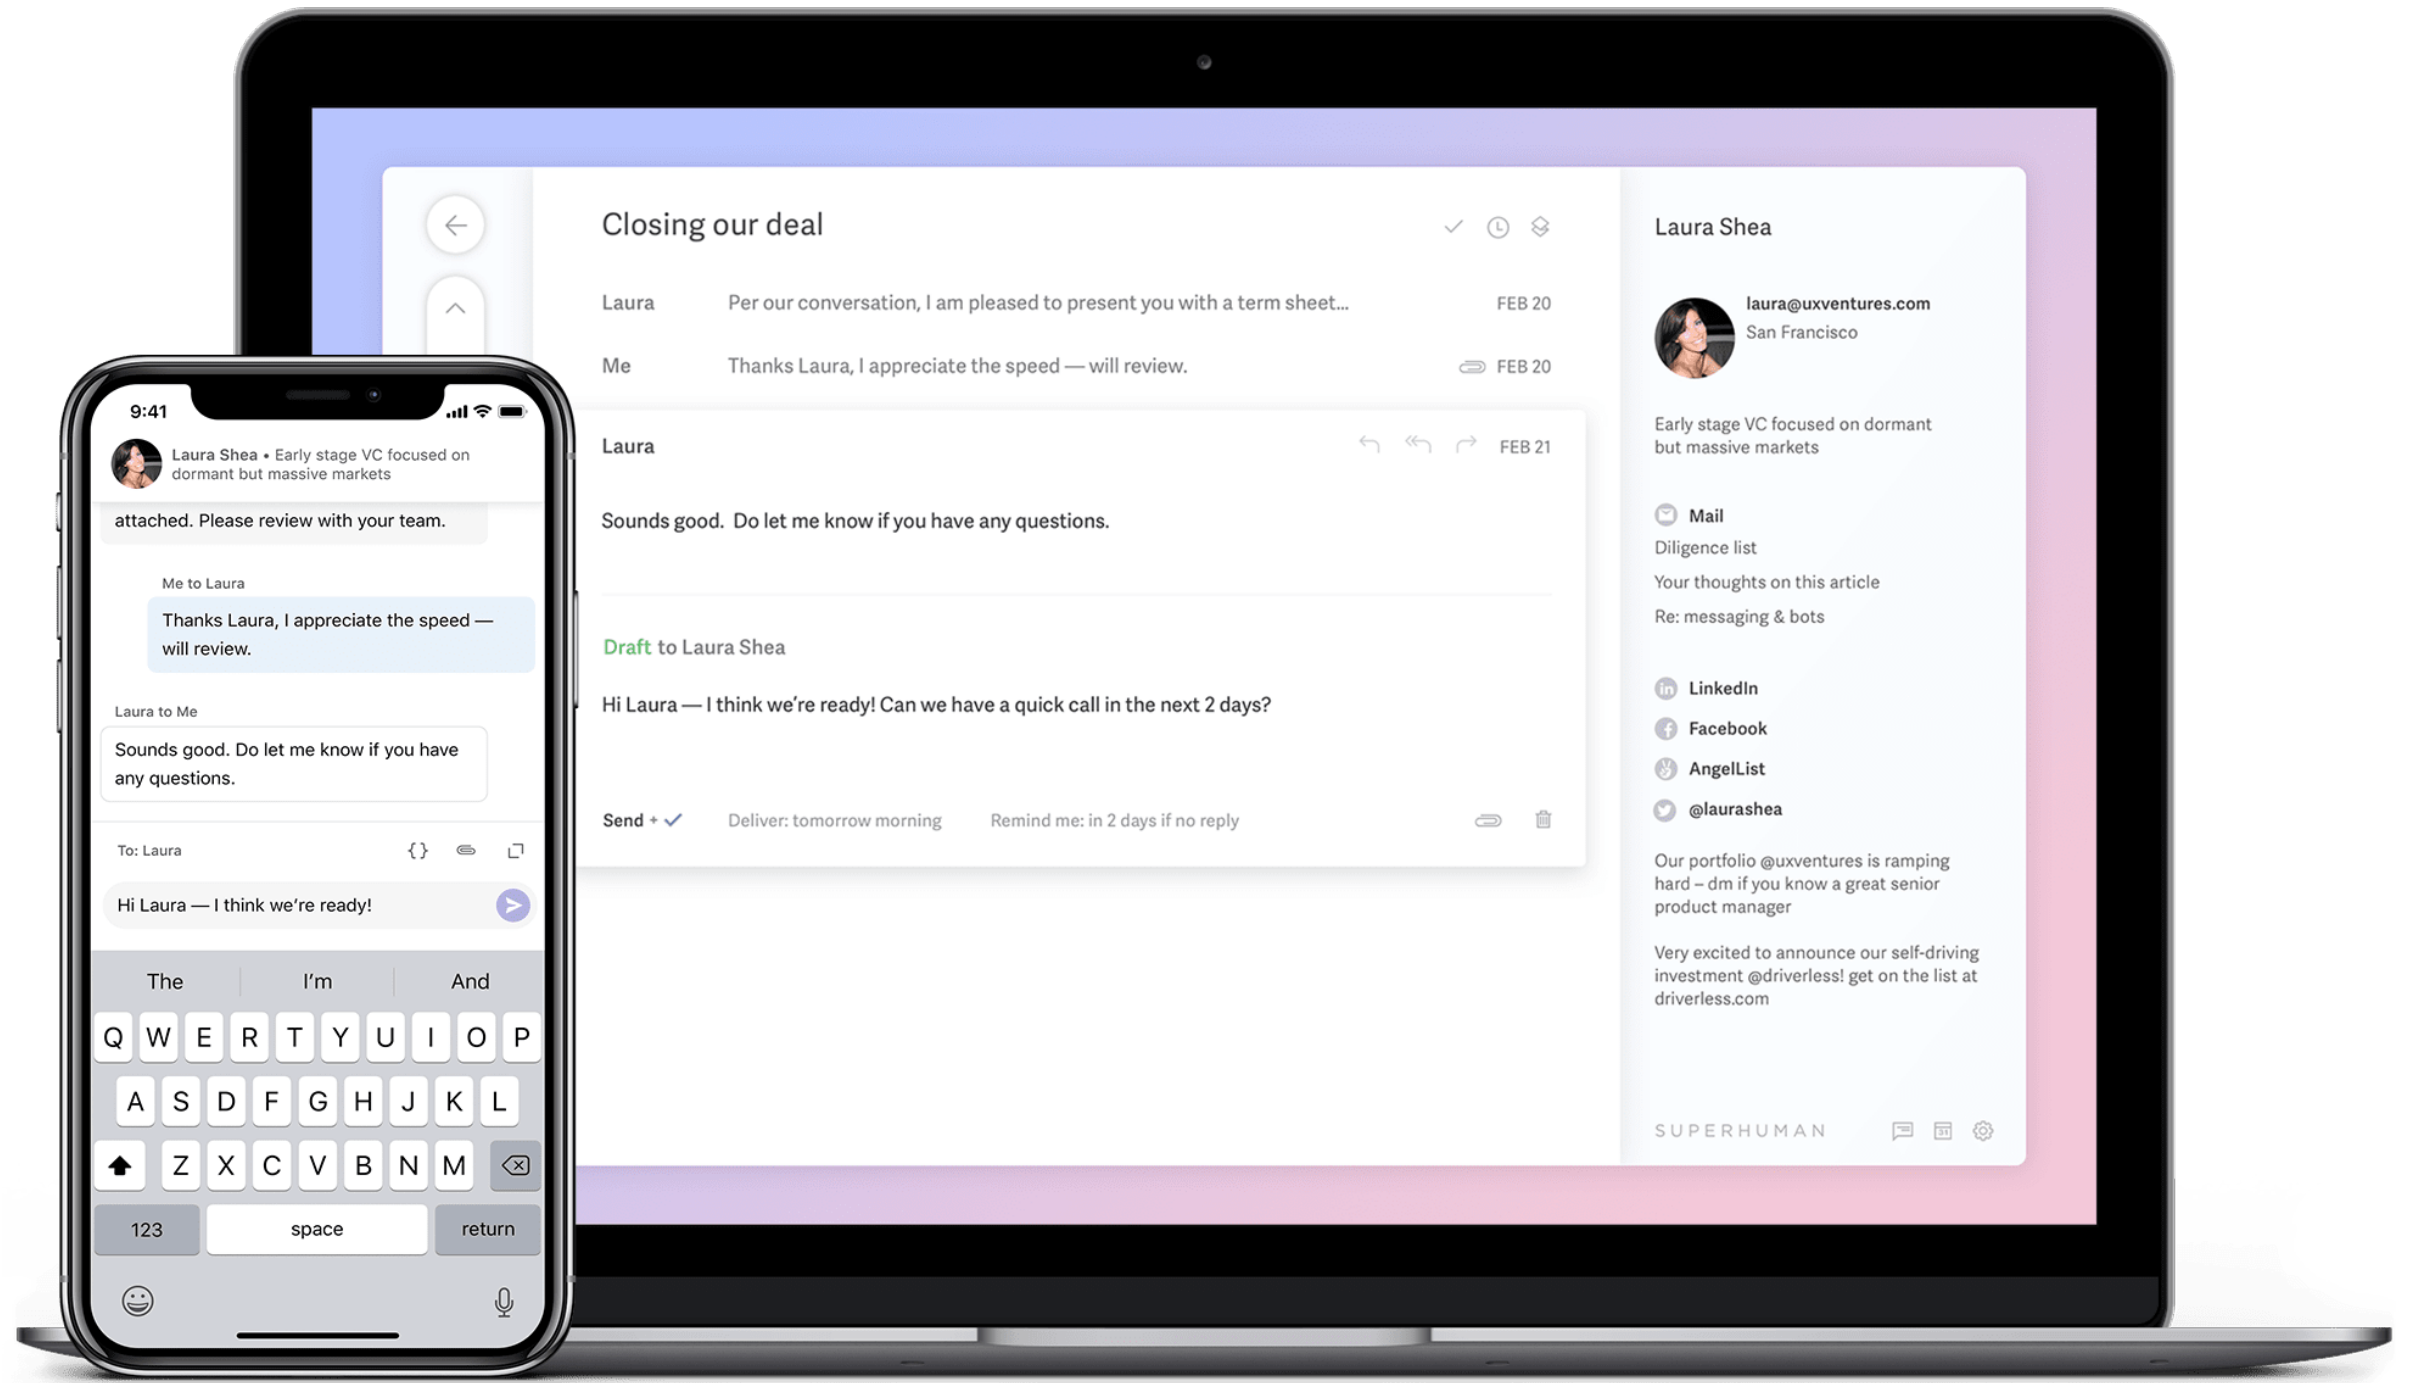 Closing our deal
Laura Per our conversation, I am pleased to present you with a term sheet... FEB 20
Me Thanks Laura, I appreciate the speed — will review. FEB 20
Laura FEB 21
Sounds good.  Do let me know if you have any questions.
Draft to Laura Shea
Hi Laura — I think we’re ready! Can we have a quick call in the next 2 days?
Send + Deliver: tomorrow morning Remind me: in 2 days if no reply
Laura Shea
laura@uxventures.com
San Francisco
Early stage VC focused on dormant
but massive markets
Mail
Diligence list
Your thoughts on this article
Re: messaging & bots
LinkedIn
Facebook
AngelList
@laurashea
Our portfolio @uxventures is ramping
hard – dm if you know a great senior
product manager
Very excited to announce our self-driving
investment @driverless! get on the list at
driverless.com
SUPERHUMAN 31
9:41
Laura Shea • Early stage VC focused on
dormant but massive markets
attached. Please review with your team.
Me to Laura
Thanks Laura, I appreciate the speed —
will review.
Laura to Me
Sounds good. Do let me know if you have
any questions.
To: Laura {}
Hi Laura — I think we’re ready!
The I’m And
Q W E R T Y U I O P
A S D F G H J K L
Z X C V B N M
123 space return